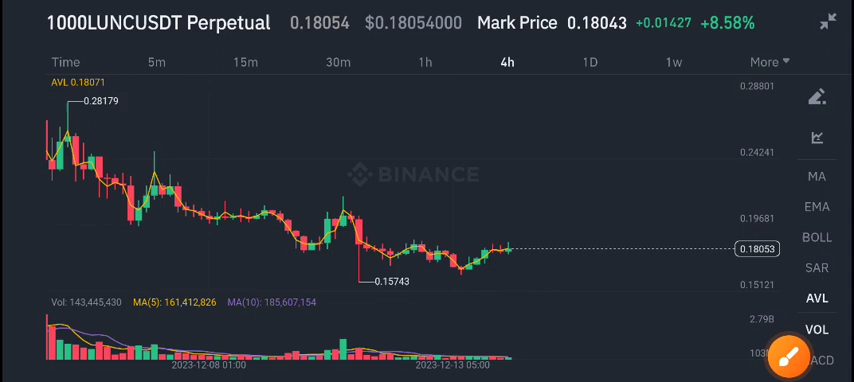 1000LUNCUSDT Perpetual 0.18054 $0.18054000 Mark Price 0.18043 +0.01427 +8.58%
Time 5m 15m 30m 1h 4h 1D 1w More
AVL 0.18071
0.28801
0.28179
0.24241
BINANCE
MA
EMA
0.19681
BOLL
0.18053
SAR
0.15743
0.15121
AVL
Vol: 143,445,430 MA(5): 161,412,826 MA(10): 185,607,154
2.79B
VOL
103M
ACD
2023-12-08 01:00 2023-12-13 05:00